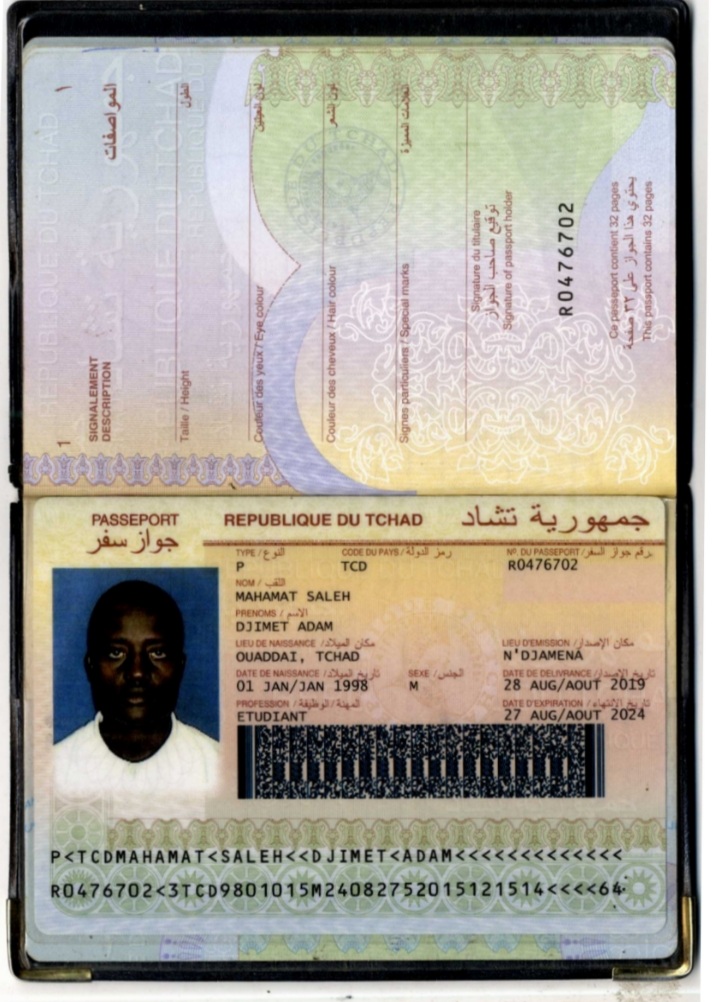 1
١
SIGNALEMENT
DESCRIPTION
المواصفات
Taille / Height
الطول
Couleur des yeux / Eye colour
لون العينين
Couleur des cheveux / Hair colour
لون الشعر
Signes particuliers / Special marks
العلامات المميزة
Signature du titulaire
توقيع صاحب الجواز
Signature of passport holder
R0476702
Ce passeport contient 32 pages
يحتوي هذا الجواز على ٣٢ صفحة
This passport contains 32 pages
PASSEPORT
جواز سفر
REPUBLIQUE DU TCHAD جمهورية تشاد
TYPE / النوع CODE DU PAYS / رمز الدولة N°. DU PASSEPORT / رقم جواز السفر
P TCD R0476702
NOM / اللقب
MAHAMAT SALEH
PRENOMS / الاسم
DJIMET ADAM
LIEU DE NAISSANCE / مكان الميلاد LIEU D'EMISSION / مكان الإصدار
OUADDAI, TCHAD N'DJAMENA
DATE DE NAISSANCE / تاريخ الميلاد SEXE / الجنس DATE DE DELIVRANCE / تاريخ الإصدار
01 JAN/JAN 1998 M 28 AUG/AOUT 2019
PROFESSION / المهنة / الوظيفة DATE D'EXPIRATION / تاريخ الانتهاء
ETUDIANT 27 AUG/AOUT 2024
P<TCDMAHAMAT<SALEH<<DJIMET<ADAM<<<<<<<<<<<<<
R0476702<3TCD9801015M24082752015121514<<<<64